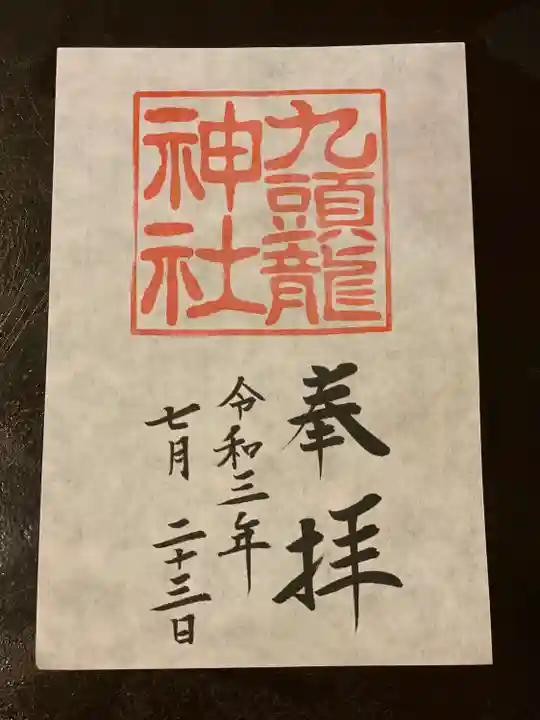 九頭龍
神社
奉拝
令和三年
七月二十三日